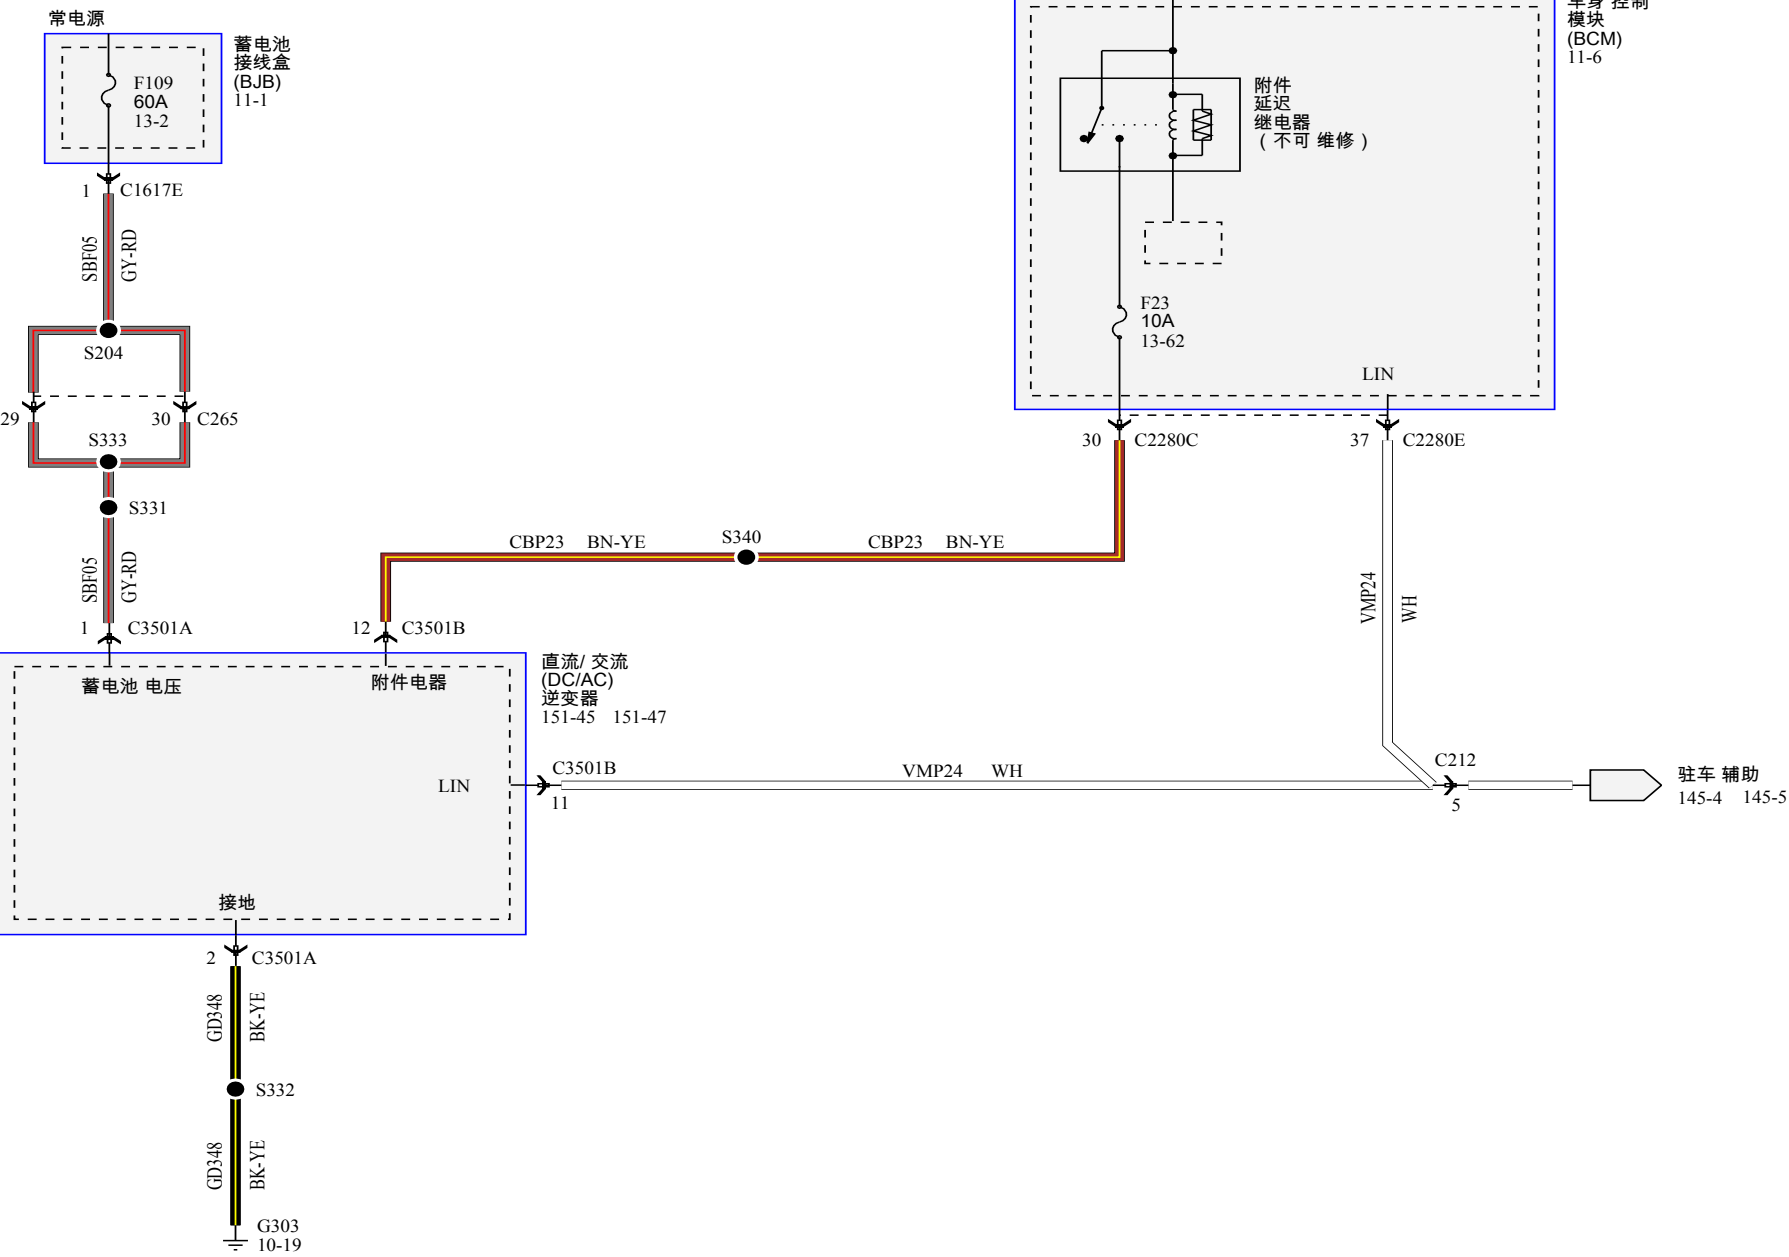 常电源
蓄电池
接线盒
(BJB)
11-1
F109
60A
13-2
1
C1617E
SBF05
GY-RD
S204
29
30
C265
S333
S331
SBF05
GY-RD
1
C3501A
12
C3501B
蓄电池 电压
附件电器
直流/ 交流
(DC/AC)
逆变器
151-45 151-47
LIN
C3501B
11
接地
2
C3501A
GD348
BK-YE
S332
GD348
BK-YE
G303
10-19
CBP23 BN-YE
S340
CBP23 BN-YE
车身 控制
模块
(BCM)
11-6
附件
延迟
继电器
( 不可 维修 )
F23
10A
13-62
LIN
30
C2280C
37
C2280E
VMP24
WH
VMP24 WH
C212
5
驻车 辅助
145-4 145-5